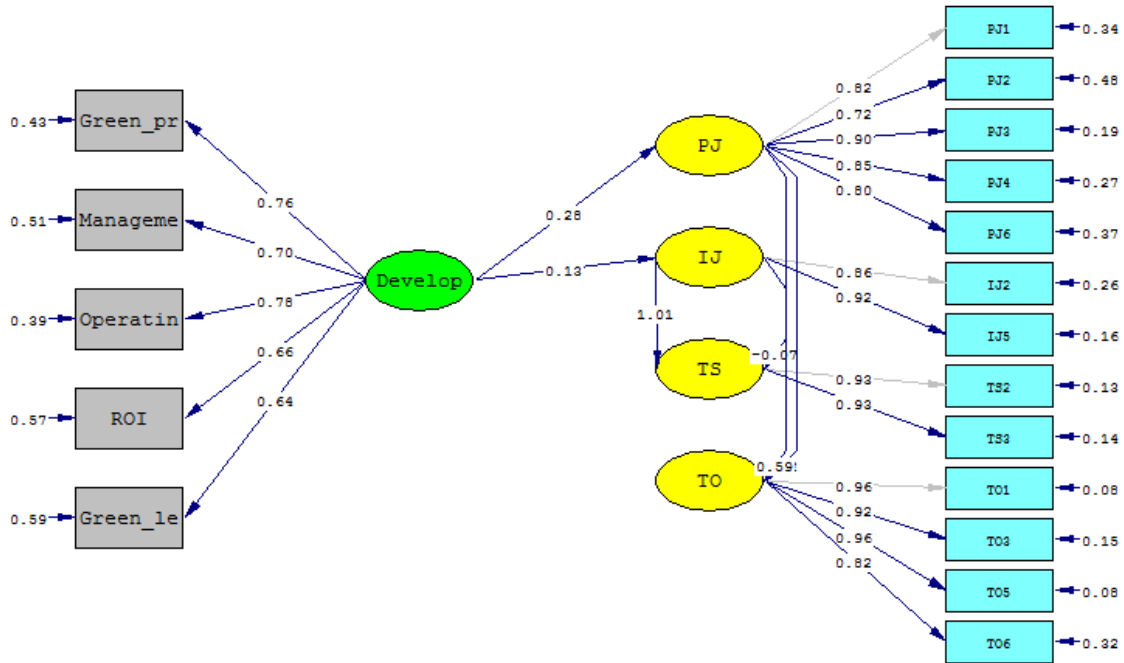 0.43 Green_pr
0.51 Manageme
0.39 Operatin
0.57 ROI
0.59 Green_le
0.76
0.70
0.78
0.66
0.64
Develop
0.28
0.13
PJ
IJ
1.01
TS
-0.07
TO
0.59
0.82
0.72
0.90
0.85
0.80
0.86
0.92
0.93
0.93
0.96
0.92
0.96
0.82
PJ1 0.34
PJ2 0.48
PJ3 0.19
PJ4 0.27
PJ6 0.37
IJ2 0.26
IJ5 0.16
TS2 0.13
TS3 0.14
TO1 0.08
TO3 0.15
TO5 0.08
TO6 0.32